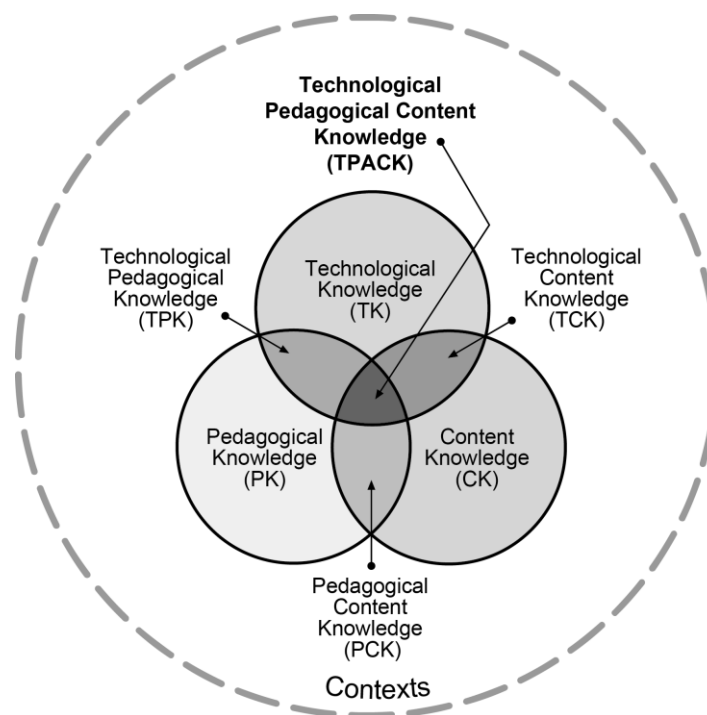 Technological
Pedagogical Content
Knowledge
(TPACK)
Technological
Pedagogical
Knowledge
(TPK)
Technological
Knowledge
(TK)
Technological
Content
Knowledge
(TCK)
Pedagogical
Knowledge
(PK)
Content
Knowledge
(CK)
Pedagogical
Content
Knowledge
(PCK)
Contexts